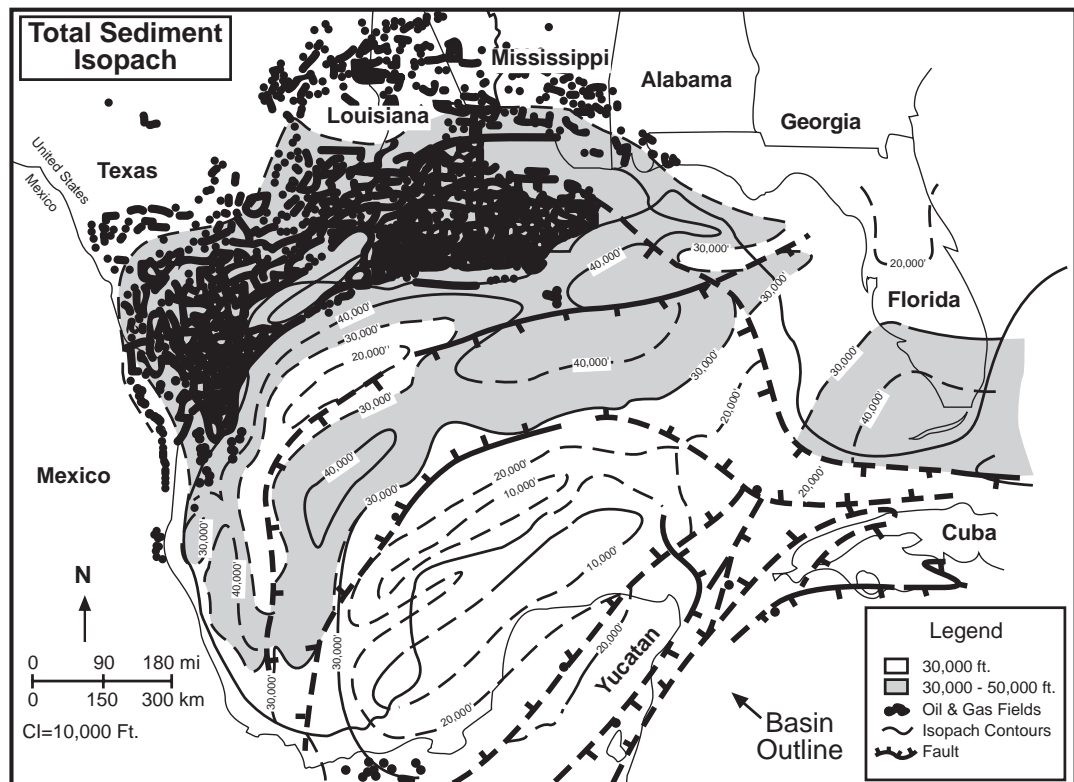 Total Sediment
Isopach
Mississippi
Alabama
Louisiana
Georgia
Texas
United States
Mexico
30,000'
20,000'
40,000'
Florida
30,000'
40,000'
30,000'
30,000'
20,000''
40,000'
30,000'
30,000'
40,000'
20,000'
40,000'
Mexico
30,000'
20,000'
20,000'
10,000'
Cuba
30,000'
10,000'
N
40,000'
20,000'
Yucatan
30,000'
30,000'
20,000'
0 90 180 mi
0 150 300 km
CI=10,000 Ft.
Basin
Outline
Legend
30,000 ft.
30,000 - 50,000 ft.
Oil & Gas Fields
Isopach Contours
Fault